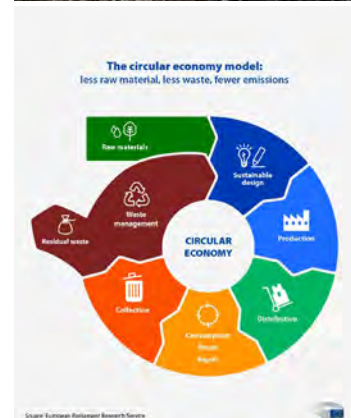 The circular economy model:
less raw material, less waste, fewer emissions
Raw materials
Sustainable
design
Waste
management
Residual waste
Production
CIRCULAR
ECONOMY
Collection
Distribution
Consumption
Reuse
Repair
Source: European Parliament Research Service